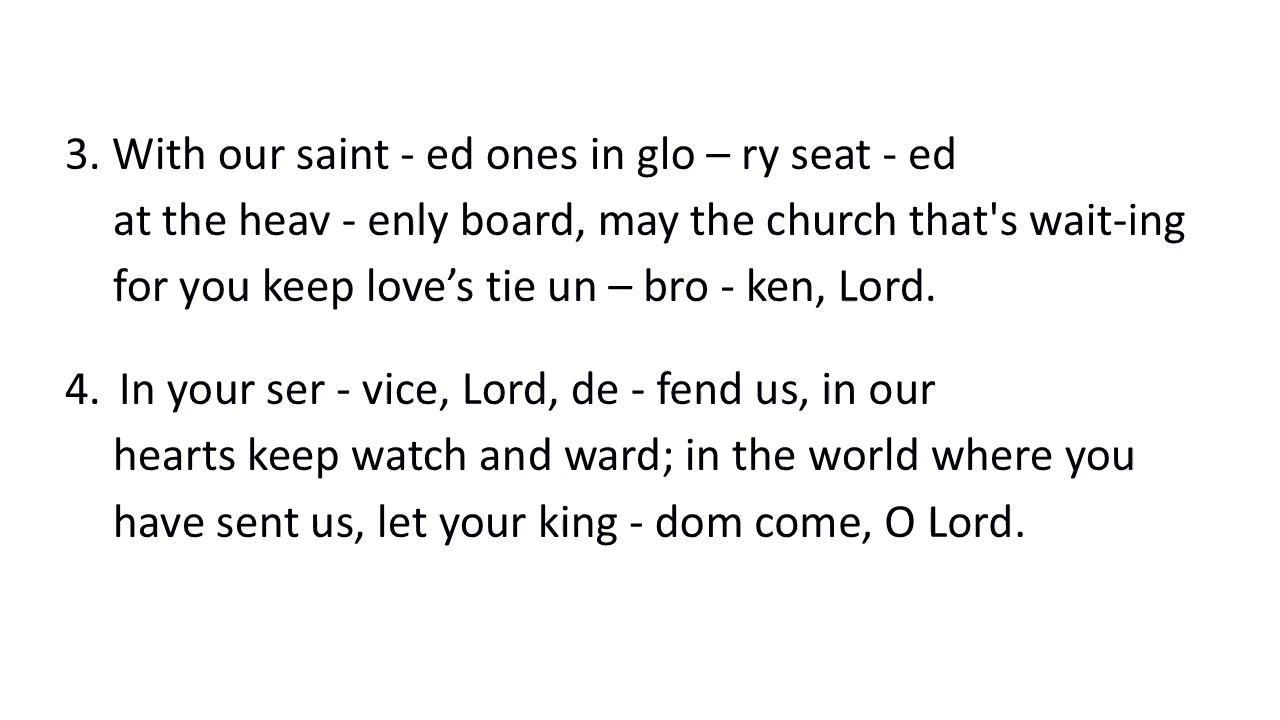 3. With our saint - ed ones in glo – ry seat - ed
at the heav - enly board, may the church that's wait-ing
for you keep love’s tie un – bro - ken, Lord.
4. In your ser - vice, Lord, de - fend us, in our
hearts keep watch and ward; in the world where you
have sent us, let your king - dom come, O Lord.